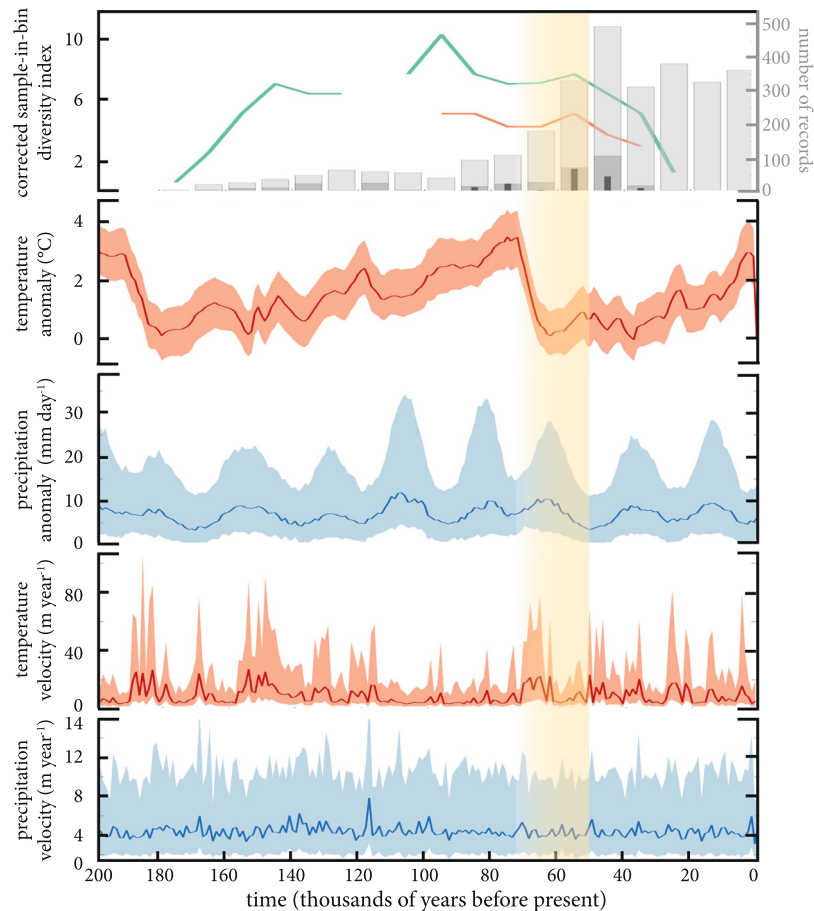 corrected sample-in-bin
diversity index
10
6
2
500
400
300
200
100
0
number of records
temperature
anomaly (°C)
4
2
0
precipitation
anomaly (mm day⁻¹)
30
20
10
0
temperature
velocity (m year⁻¹)
80
40
0
precipitation
velocity (m year⁻¹)
14
12
8
4
0
200 180 160 140 120 100 80 60 40 20 0
time (thousands of years before present)